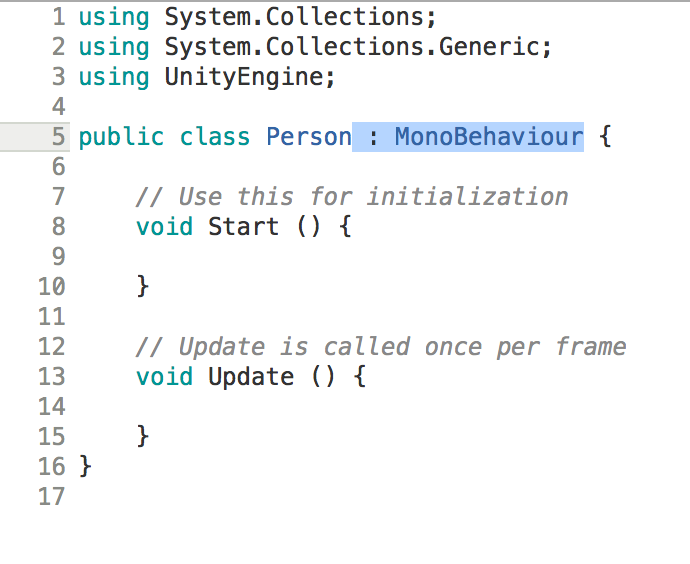 1 using System.Collections;
2 using System.Collections.Generic;
3 using UnityEngine;
4
5 public class Person : MonoBehaviour {
6
7     // Use this for initialization
8     void Start () {
9
10     }
11
12     // Update is called once per frame
13     void Update () {
14
15     }
16 }
17